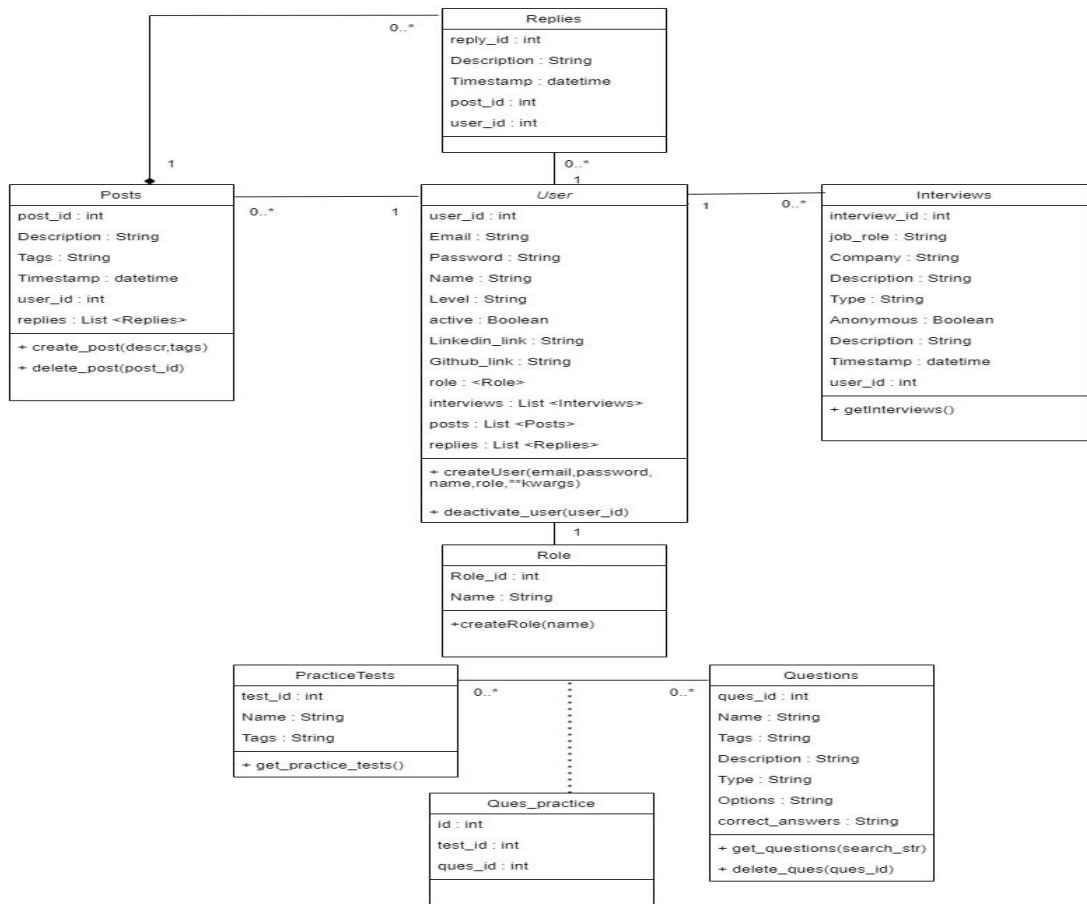 Replies
reply_id : int
Description : String
Timestamp : datetime
post_id : int
user_id : int
0..*
1
0..*
1
Posts
post_id : int
Description : String
Tags : String
Timestamp : datetime
user_id : int
replies : List <Replies>
+ create_post(descr,tags)
+ delete_post(post_id)
0..*
1
User
user_id : int
Email : String
Password : String
Name : String
Level : String
active : Boolean
Linkedin_link : String
Github_link : String
role : <Role>
interviews : List <Interviews>
posts : List <Posts>
replies : List <Replies>
+ createUser(email,password,
name,role,**kwargs)
+ deactivate_user(user_id)
1
0..*
Interviews
interview_id : int
job_role : String
Company : String
Description : String
Type : String
Anonymous : Boolean
Description : String
Timestamp : datetime
user_id : int
+ getInterviews()
1
Role
Role_id : int
Name : String
+createRole(name)
PracticeTests
test_id : int
Name : String
Tags : String
+ get_practice_tests()
0..*
0..*
Questions
ques_id : int
Name : String
Tags : String
Description : String
Type : String
Options : String
correct_answers : String
+ get_questions(search_str)
+ delete_ques(ques_id)
Ques_practice
id : int
test_id : int
ques_id : int